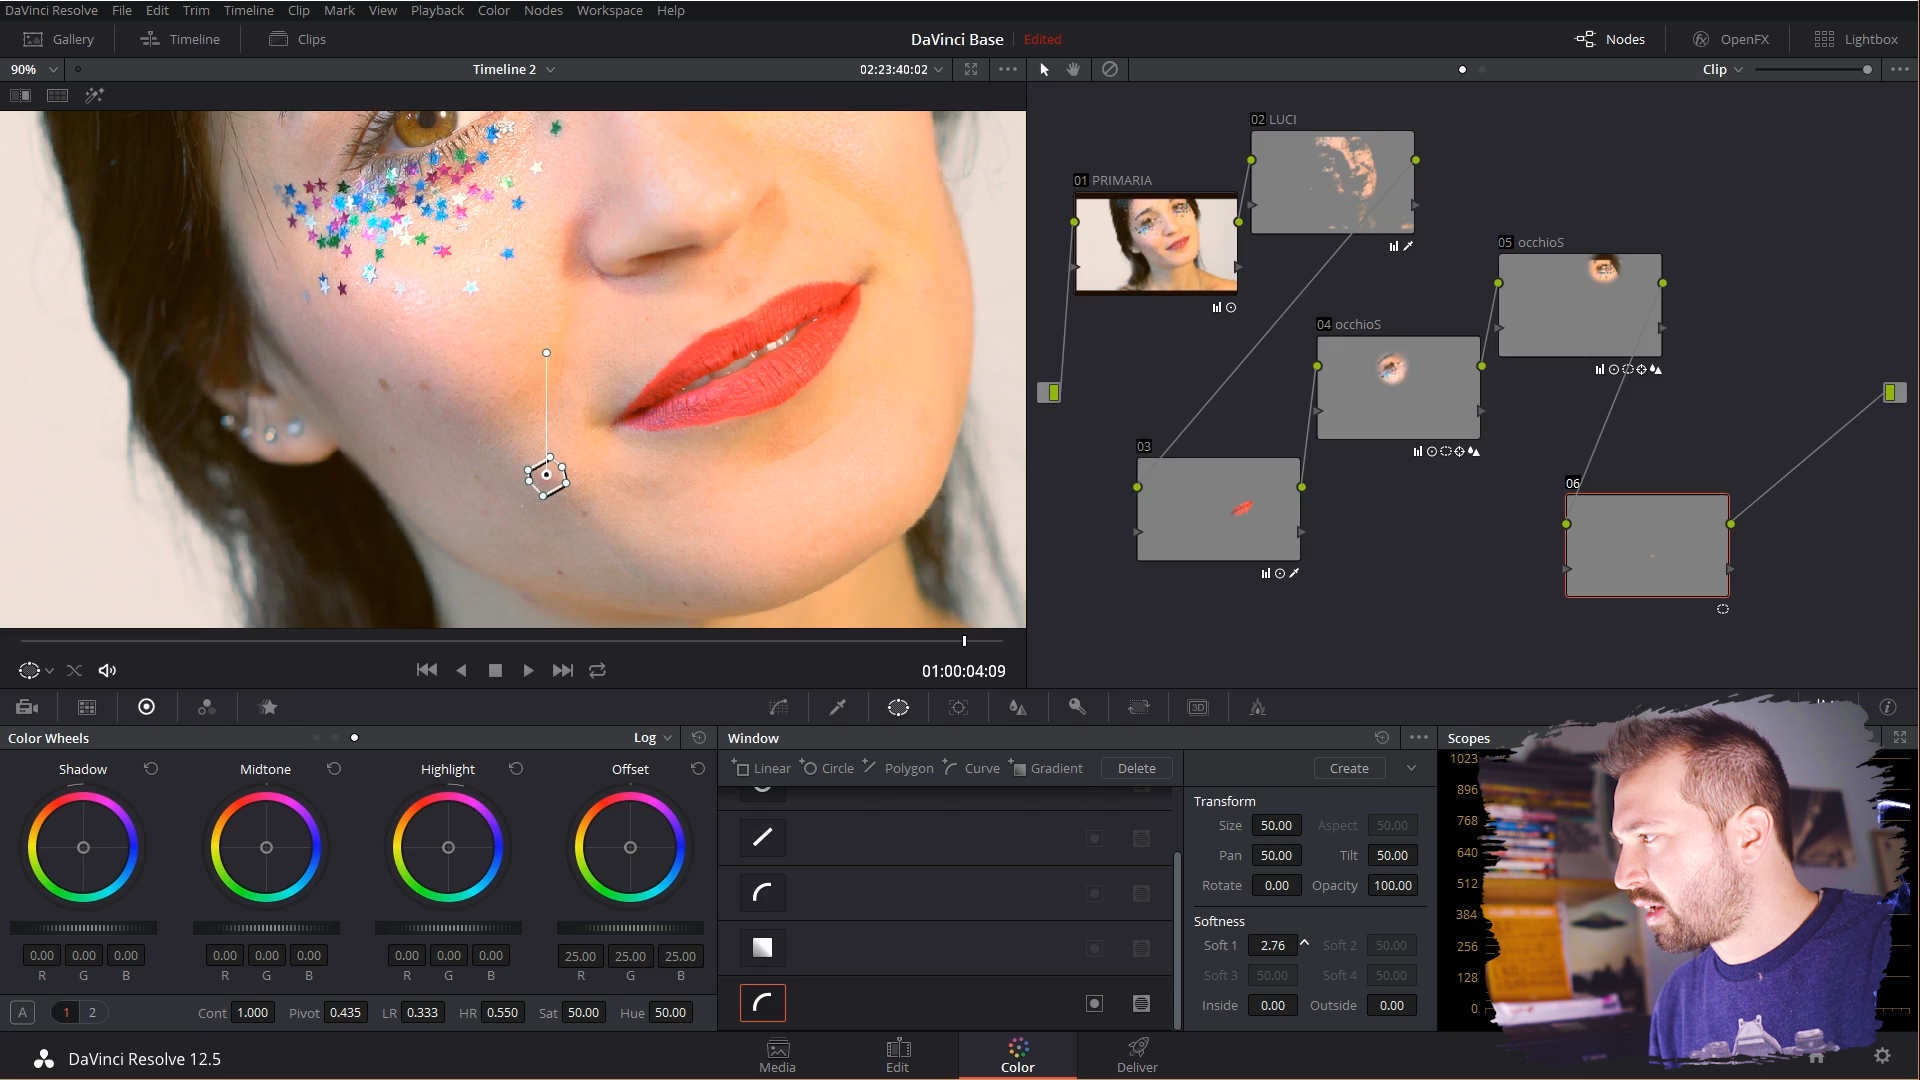 DaVinci Resolve File Edit Trim Timeline Clip Mark View Playback Color Nodes Workspace Help
Gallery Timeline Clips DaVinci Base Edited Nodes OpenFX Lightbox
90% Timeline 2 02:23:40:02 Clip
02 LUCI
01 PRIMARIA
05 occhioS
04 occhioS
03
06
01:00:04:09
3D
Color Wheels Log Window Scopes
Shadow Midtone Highlight Offset
Linear Circle Polygon Curve Gradient Delete Create
1023
896
768
640
512
384
256
128
0
Transform
Size 50.00 Aspect 50.00
Pan 50.00 Tilt 50.00
Rotate 0.00 Opacity 100.00
Softness
Soft 1 2.76 Soft 2 50.00
Soft 3 50.00 Soft 4 50.00
Inside 0.00 Outside 0.00
0.00 0.00 0.00 0.00 0.00 0.00 0.00 0.00 0.00 25.00 25.00 25.00
R G B R G B R G B R G B
A 1 2 Cont 1.000 Pivot 0.435 LR 0.333 HR 0.550 Sat 50.00 Hue 50.00
DaVinci Resolve 12.5 Media Edit Color Deliver